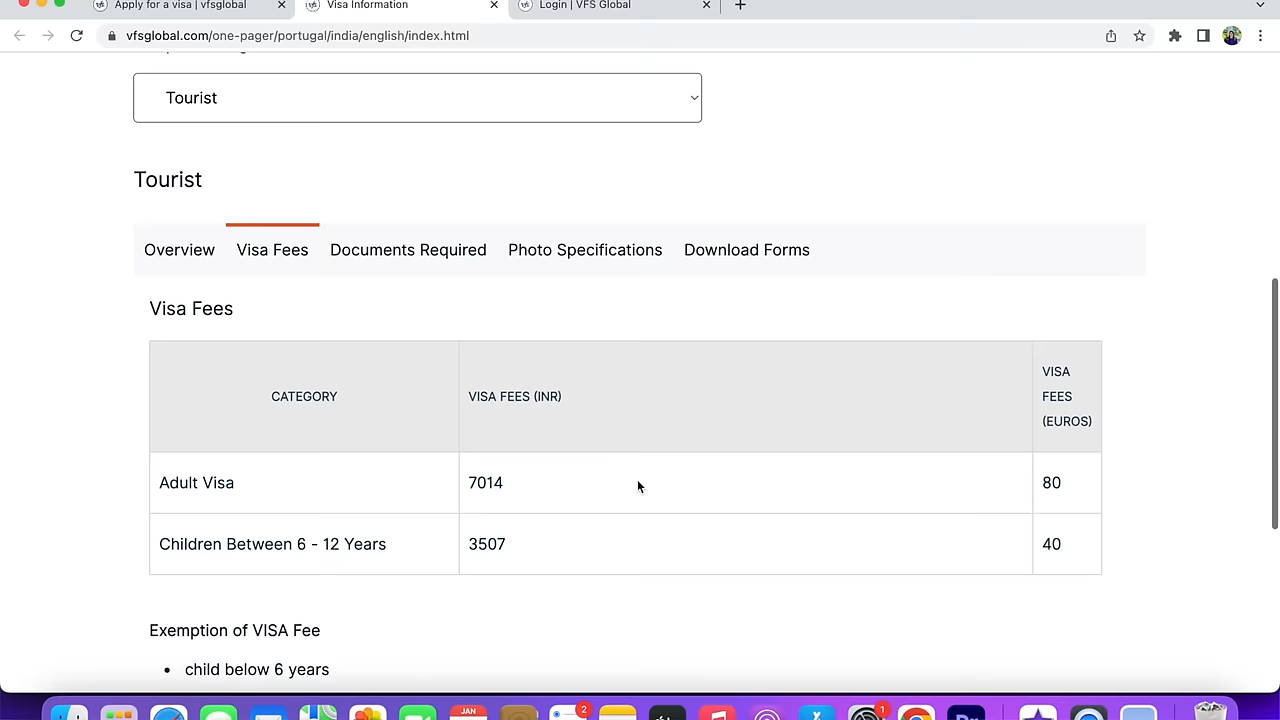 Apply for a visa | vfsglobal
Visa Information
Login | VFS Global
vfsglobal.com/one-pager/portugal/india/english/index.html
Tourist
Tourist
Overview
Visa Fees
Documents Required
Photo Specifications
Download Forms
Visa Fees
CATEGORY
VISA FEES (INR)
VISA
FEES
(EUROS)
Adult Visa
7014
80
Children Between 6 - 12 Years
3507
40
Exemption of VISA Fee
• child below 6 years
JAN
2
1